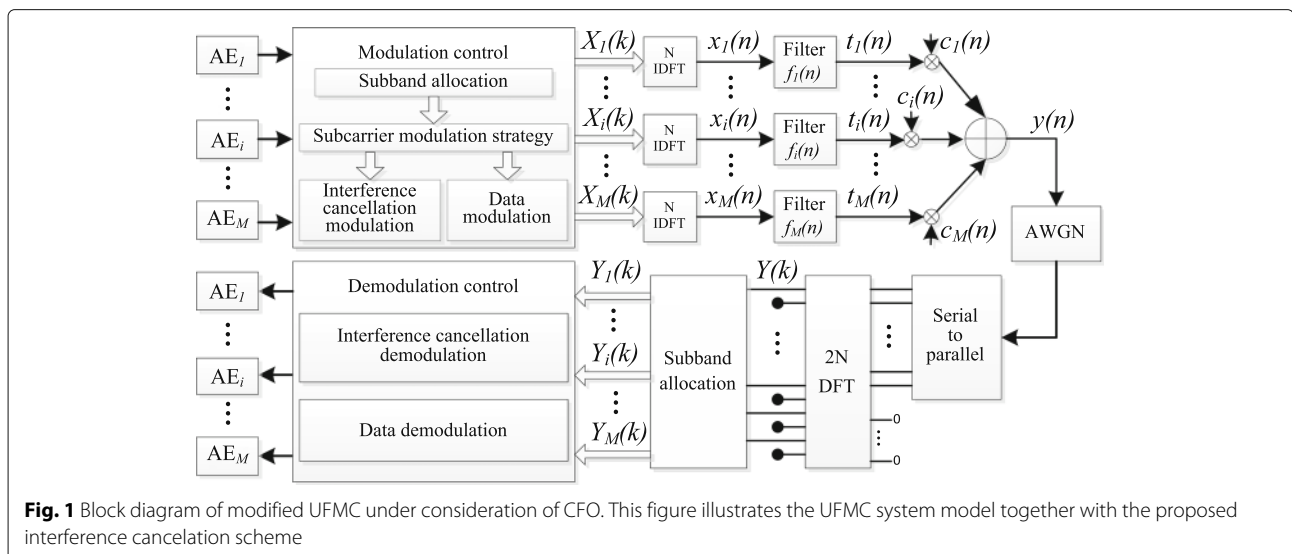 AE1
AEi
AEM
Modulation control
Subband allocation
Subcarrier modulation strategy
Interference
cancellation
modulation
Data
modulation
X1(k)
Xi(k)
XM(k)
N
IDFT
N
IDFT
N
IDFT
x1(n)
xi(n)
xM(n)
Filter
f1(n)
Filter
fi(n)
Filter
fM(n)
t1(n)
ti(n)
tM(n)
c1(n)
ci(n)
cM(n)
y(n)
AWGN
AE1
AEi
AEM
Demodulation control
Interference cancellation
demodulation
Data demodulation
Y1(k)
Yi(k)
YM(k)
Subband
allocation
Y(k)
2N
DFT
0
0
Serial
to
parallel
Fig. 1 Block diagram of modified UFMC under consideration of CFO. This figure illustrates the UFMC system model together with the proposed
interference cancelation scheme